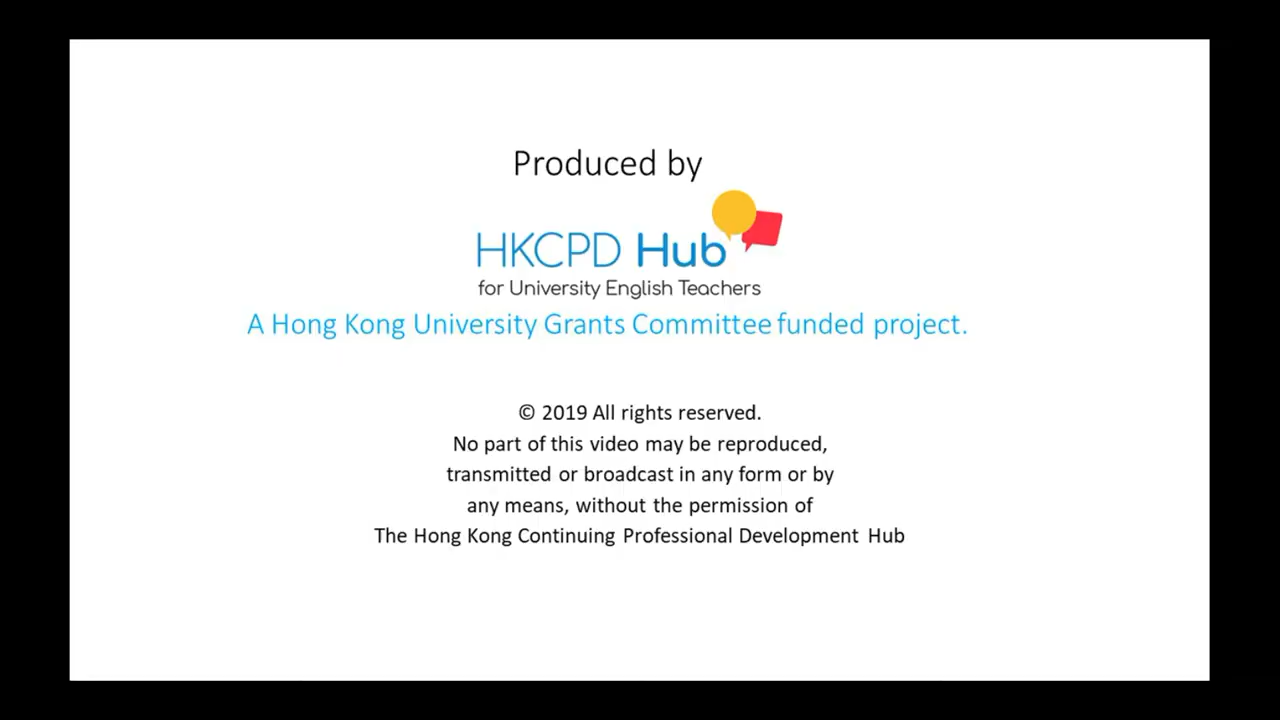 Produced by
HKCPD Hub
for University English Teachers
A Hong Kong University Grants Committee funded project.
© 2019 All rights reserved.
No part of this video may be reproduced,
transmitted or broadcast in any form or by
any means, without the permission of
The Hong Kong Continuing Professional Development Hub